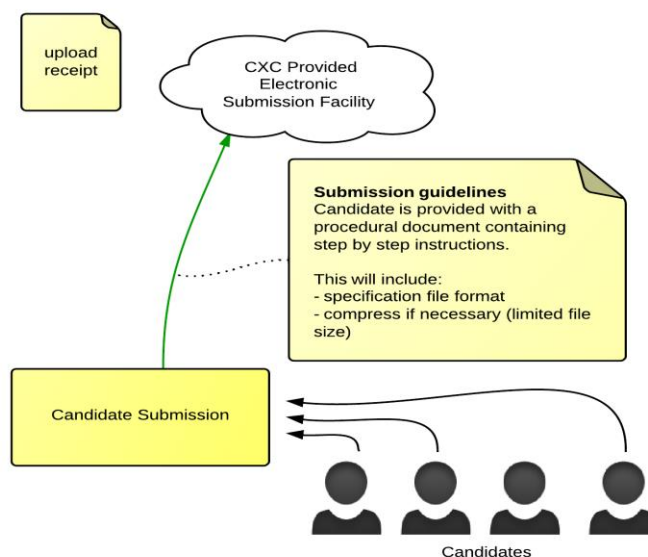 upload
receipt
CXC Provided
Electronic
Submission Facility
Submission guidelines
Candidate is provided with a
procedural document containing
step by step instructions.
This will include:
- specification file format
- compress if necessary (limited file
size)
Candidate Submission
Candidates